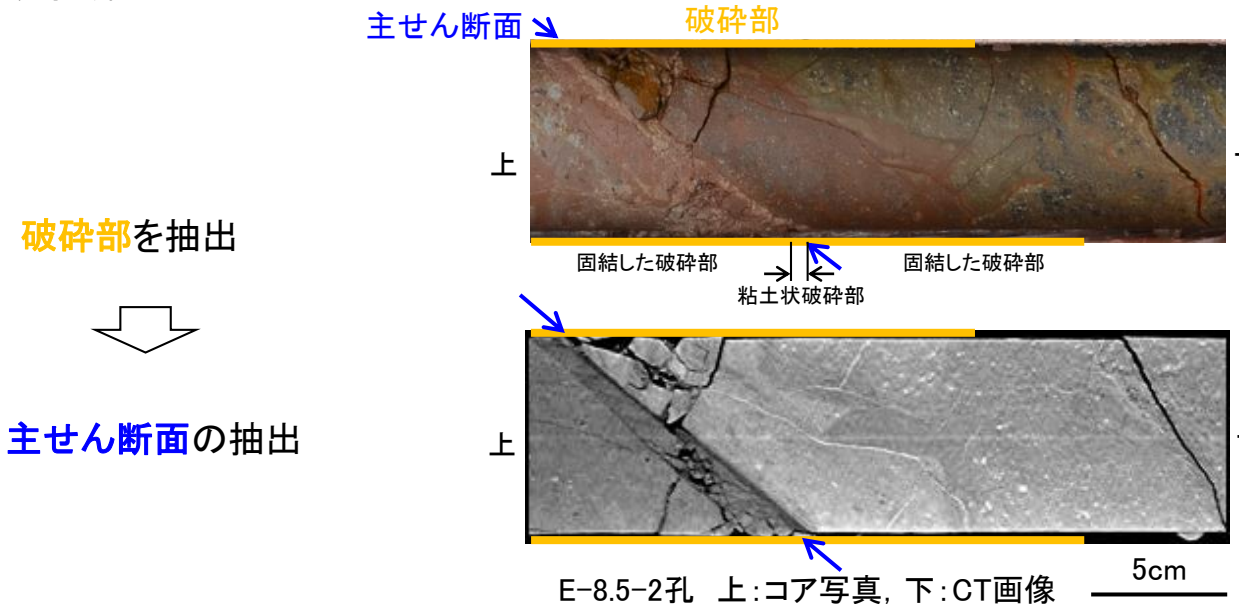 主せん断面
破砕部
上
破砕部を抽出
固結した破砕部
固結した破砕部
粘土状破砕部
主せん断面の抽出
上
5cm
E-8.5-2孔 上:コア写真, 下:CT画像